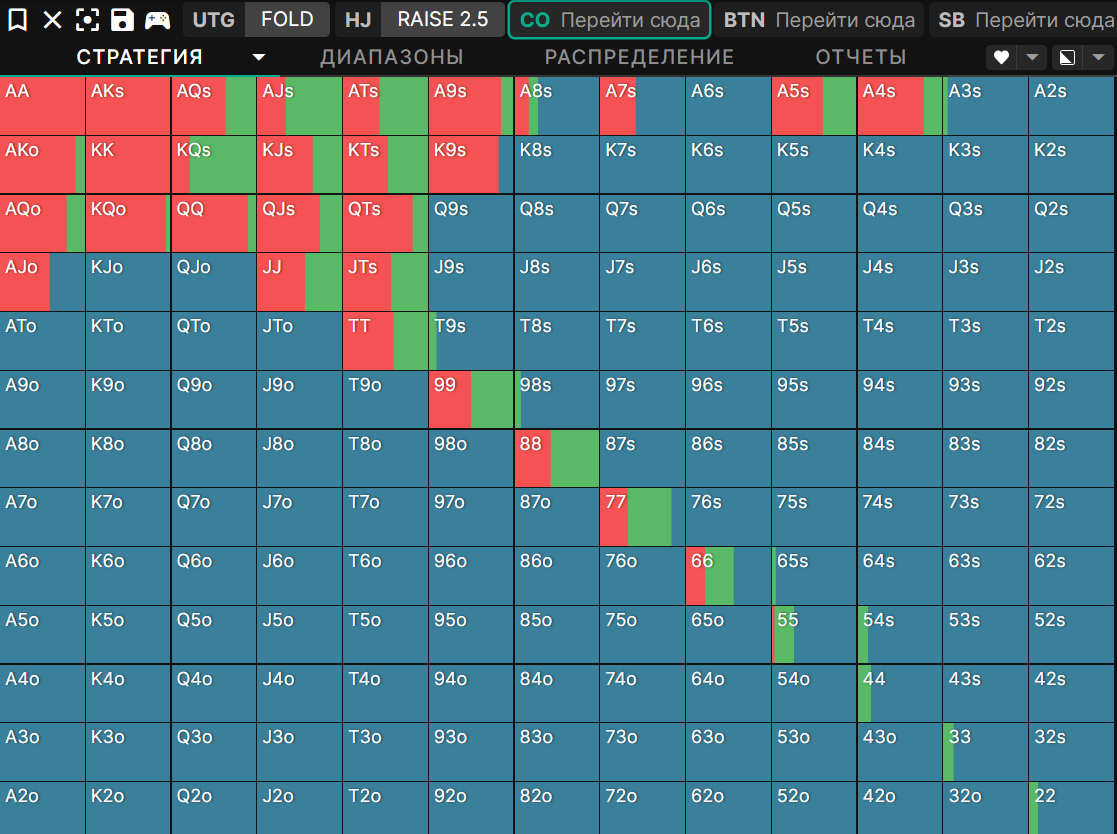 UTG FOLD HJ RAISE 2.5 CO Перейти сюда BTN Перейти сюда SB Перейти сюда
СТРАТЕГИЯ ДИАПАЗОНЫ РАСПРЕДЕЛЕНИЕ ОТЧЕТЫ
AA AKs AQs AJs ATs A9s A8s A7s A6s A5s A4s A3s A2s
AKo KK KQs KJs KTs K9s K8s K7s K6s K5s K4s K3s K2s
AQo KQo QQ QJs QTs Q9s Q8s Q7s Q6s Q5s Q4s Q3s Q2s
AJo KJo QJo JJ JTs J9s J8s J7s J6s J5s J4s J3s J2s
ATo KTo QTo JTo TT T9s T8s T7s T6s T5s T4s T3s T2s
A9o K9o Q9o J9o T9o 99 98s 97s 96s 95s 94s 93s 92s
A8o K8o Q8o J8o T8o 98o 88 87s 86s 85s 84s 83s 82s
A7o K7o Q7o J7o T7o 97o 87o 77 76s 75s 74s 73s 72s
A6o K6o Q6o J6o T6o 96o 86o 76o 66 65s 64s 63s 62s
A5o K5o Q5o J5o T5o 95o 85o 75o 65o 55 54s 53s 52s
A4o K4o Q4o J4o T4o 94o 84o 74o 64o 54o 44 43s 42s
A3o K3o Q3o J3o T3o 93o 83o 73o 63o 53o 43o 33 32s
A2o K2o Q2o J2o T2o 92o 82o 72o 62o 52o 42o 32o 22